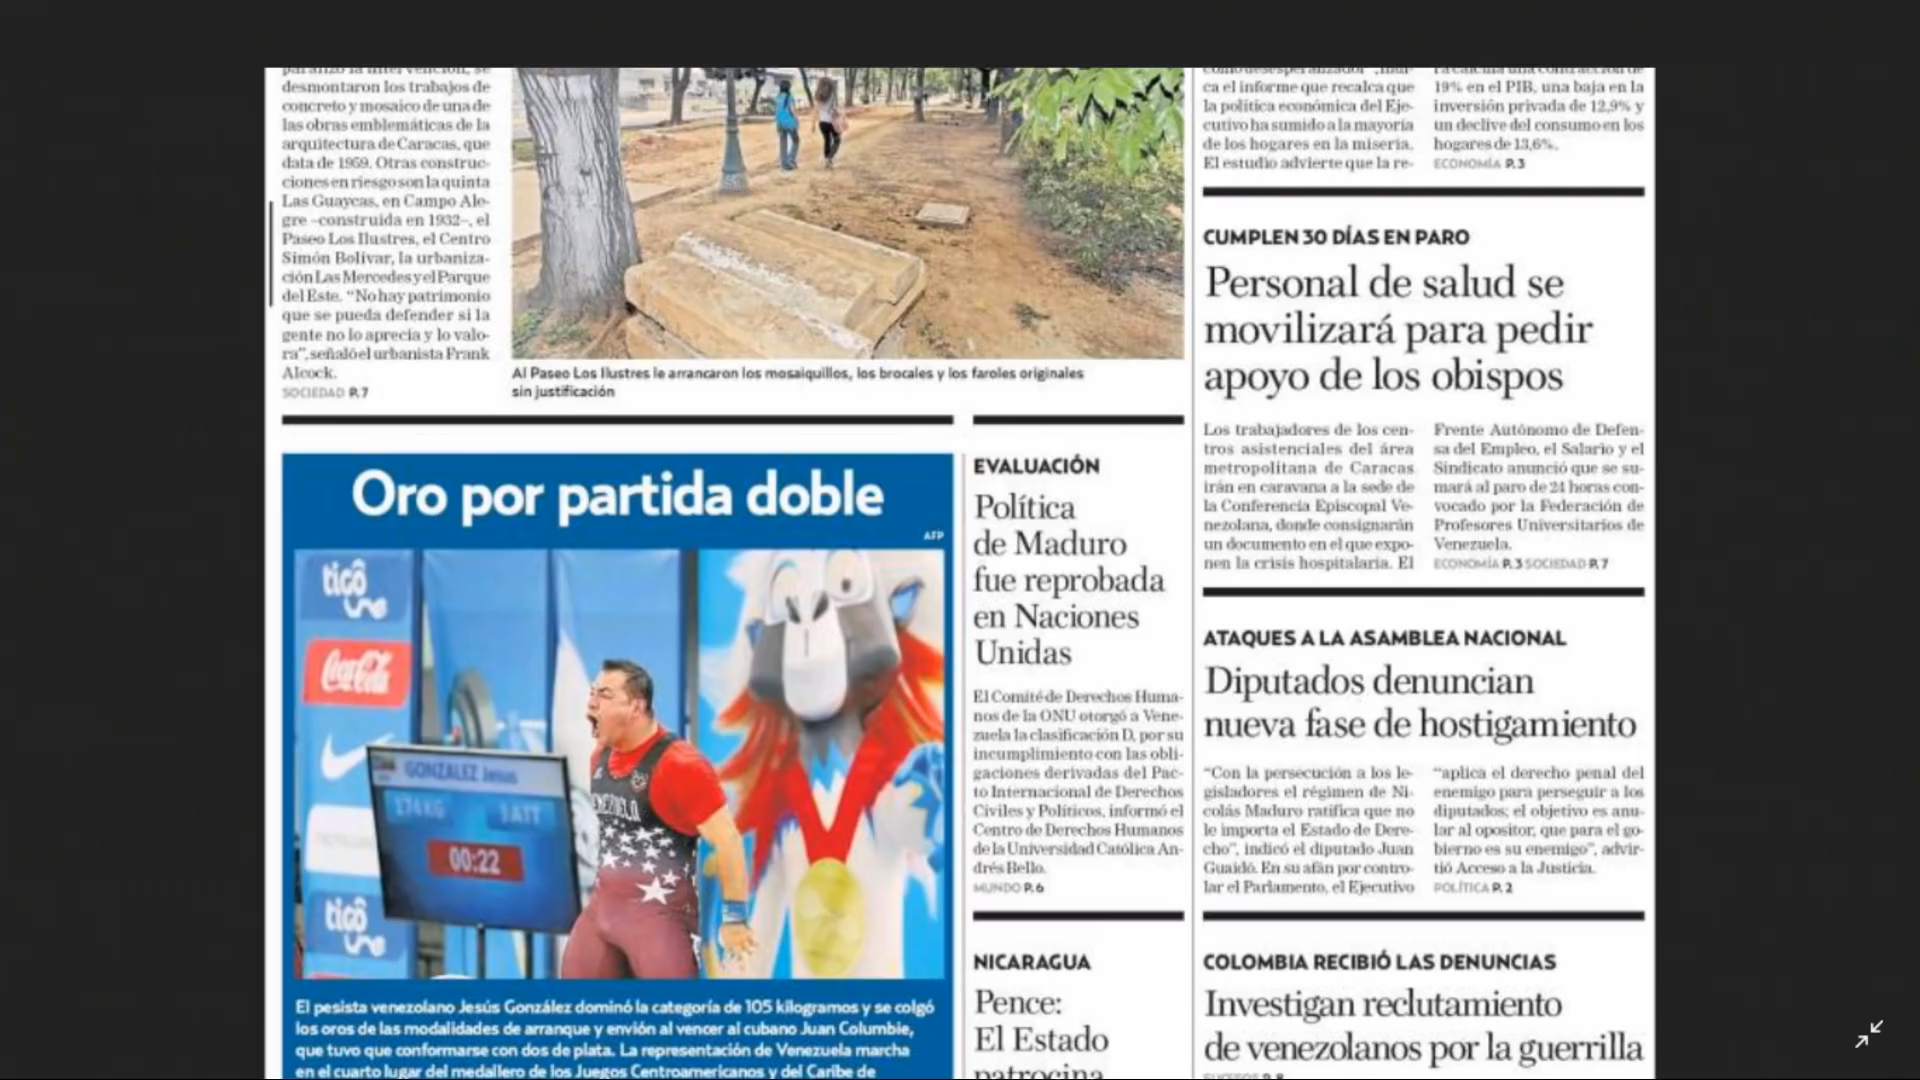 desmontaron los trabajos de
concreto y mosaico de una de
las obras emblemáticas de la
arquitectura de Caracas, que
data de 1959. Otras construc-
ciones en riesgo son la quinta
Las Guaycas, en Campo Ale-
gre –construida en 1932–, el
Paseo Los Ilustres, el Centro
Simón Bolívar, la urbaniza-
ción Las Mercedes y el Parque
del Este. “No hay patrimonio
que se pueda defender si la
gente no lo aprecia y lo valo-
ra”, señaló el urbanista Frank
Alcock.
SOCIEDAD P.7
Al Paseo Los Ilustres le arrancaron los mosaiquillos, los brocales y los faroles originales
sin justificación
Oro por partida doble
AFP
tigo
une
Coca-Cola
GONZALEZ Jesus
174KG 3 ATT
00:22
VENEZUELA
tigo
une
El pesista venezolano Jesús González dominó la categoría de 105 kilogramos y se colgó
los oros de las modalidades de arranque y envión al vencer al cubano Juan Columbie,
que tuvo que conformarse con dos de plata. La representación de Venezuela marcha
en el cuarto lugar del medallero de los Juegos Centroamericanos y del Caribe de
EVALUACIÓN
Política
de Maduro
fue reprobada
en Naciones
Unidas
El Comité de Derechos Huma-
nos de la ONU otorgó a Vene-
zuela la clasificación D, por su
incumplimiento con las obli-
gaciones derivadas del Pac-
to Internacional de Derechos
Civiles y Políticos, informó el
Centro de Derechos Humanos
de la Universidad Católica An-
drés Bello.
MUNDO P.6
NICARAGUA
Pence:
El Estado
patrocina
ca el informe que recalca que
la política económica del Eje-
cutivo ha sumido a la mayoría
de los hogares en la miseria.
El estudio advierte que la re-
19% en el PIB, una baja en la
inversión privada de 12,9% y
un declive del consumo en los
hogares de 13,6%.
ECONOMÍA P.3
CUMPLEN 30 DÍAS EN PARO
Personal de salud se
movilizará para pedir
apoyo de los obispos
Los trabajadores de los cen-
tros asistenciales del área
metropolitana de Caracas
irán en caravana a la sede de
la Conferencia Episcopal Ve-
nezolana, donde consignarán
un documento en el que expo-
nen la crisis hospitalaria. El
Frente Autónomo de Defen-
sa del Empleo, el Salario y el
Sindicato anunció que se su-
mará al paro de 24 horas con-
vocado por la Federación de
Profesores Universitarios de
Venezuela.
ECONOMÍA P.3 SOCIEDAD P.7
ATAQUES A LA ASAMBLEA NACIONAL
Diputados denuncian
nueva fase de hostigamiento
“Con la persecución a los le-
gisladores el régimen de Ni-
colás Maduro ratifica que no
le importa el Estado de Dere-
cho”, indicó el diputado Juan
Guaidó. En su afán por contro-
lar el Parlamento, el Ejecutivo
“aplica el derecho penal del
enemigo para perseguir a los
diputados; el objetivo es anu-
lar al opositor, que para el go-
bierno es su enemigo”, advir-
tió Acceso a la Justicia.
POLÍTICA P.2
COLOMBIA RECIBIÓ LAS DENUNCIAS
Investigan reclutamiento
de venezolanos por la guerrilla